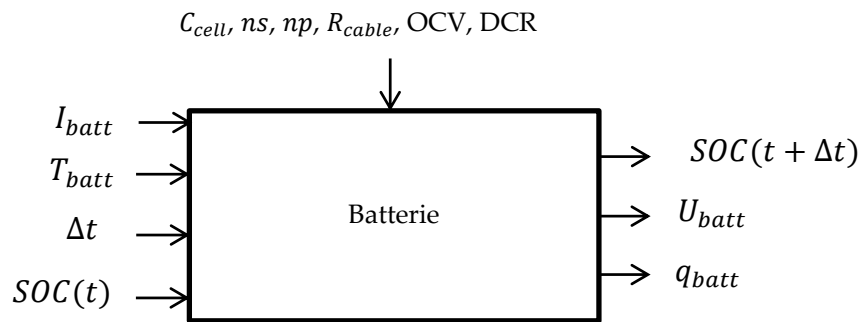 C_cell, ns, np, R_cable, OCV, DCR
I_batt
T_batt
Δt
SOC(t)
Batterie
SOC(t + Δt)
U_batt
q_batt